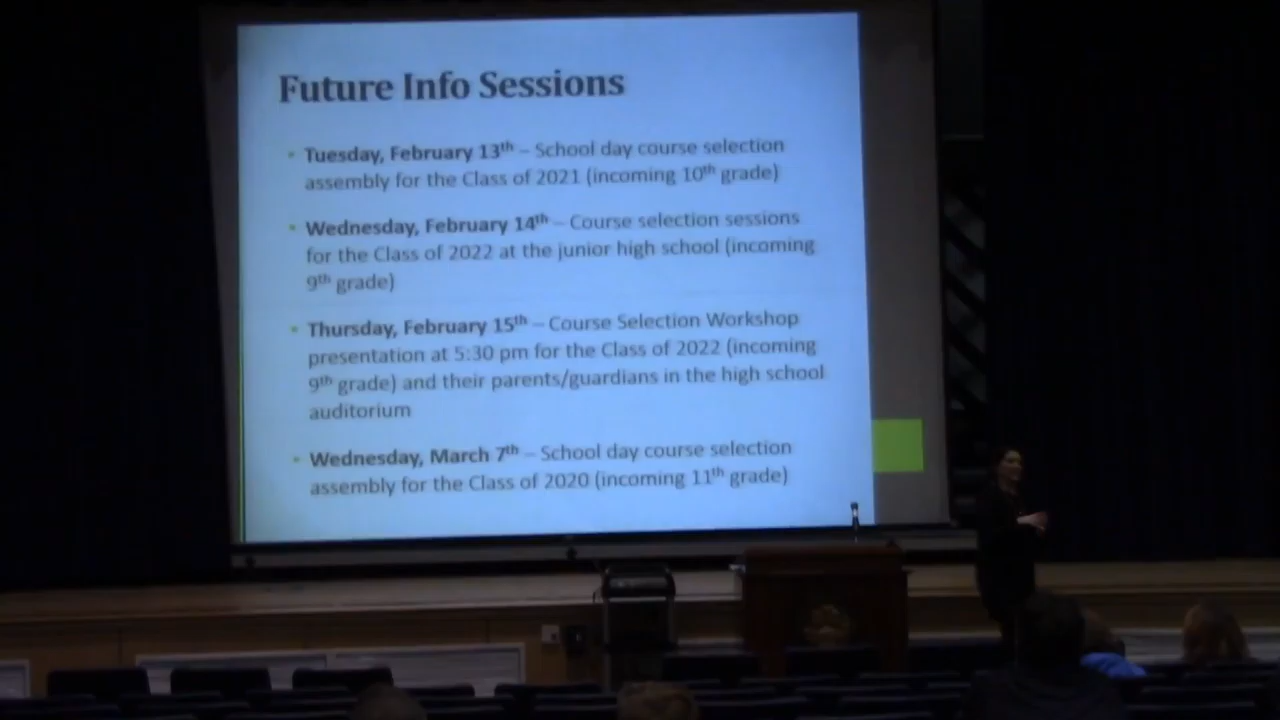 Future Info Sessions
• Tuesday, February 13th – School day course selection
assembly for the Class of 2021 (incoming 10th grade)
• Wednesday, February 14th – Course selection sessions
for the Class of 2022 at the junior high school (incoming
9th grade)
• Thursday, February 15th – Course Selection Workshop
presentation at 5:30 pm for the Class of 2022 (incoming
9th grade) and their parents/guardians in the high school
auditorium
• Wednesday, March 7th – School day course selection
assembly for the Class of 2020 (incoming 11th grade)